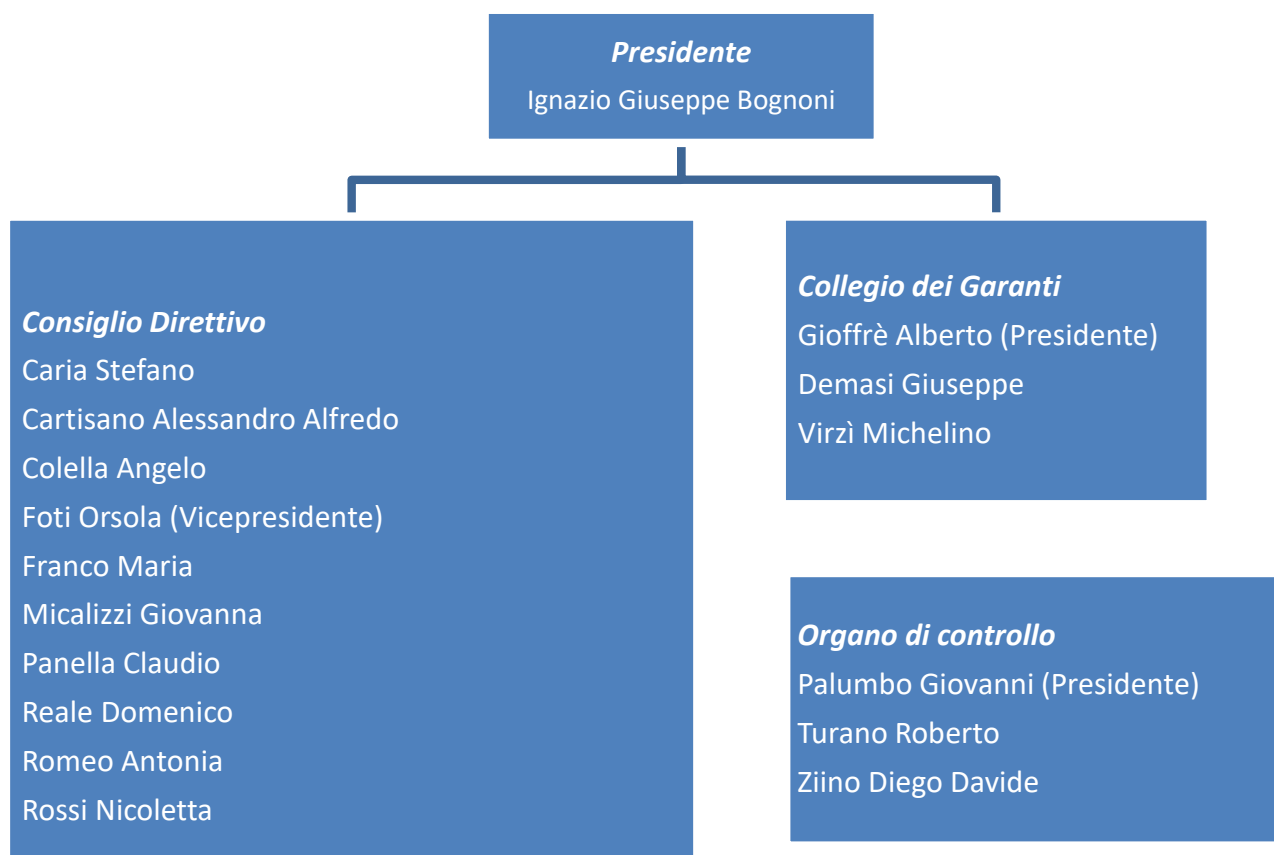 Presidente
Ignazio Giuseppe Bognoni
Consiglio Direttivo
Caria Stefano
Cartisano Alessandro Alfredo
Colella Angelo
Foti Orsola (Vicepresidente)
Franco Maria
Micalizzi Giovanna
Panella Claudio
Reale Domenico
Romeo Antonia
Rossi Nicoletta
Collegio dei Garanti
Gioffrè Alberto (Presidente)
Demasi Giuseppe
Virzì Michelino
Organo di controllo
Palumbo Giovanni (Presidente)
Turano Roberto
Ziino Diego Davide